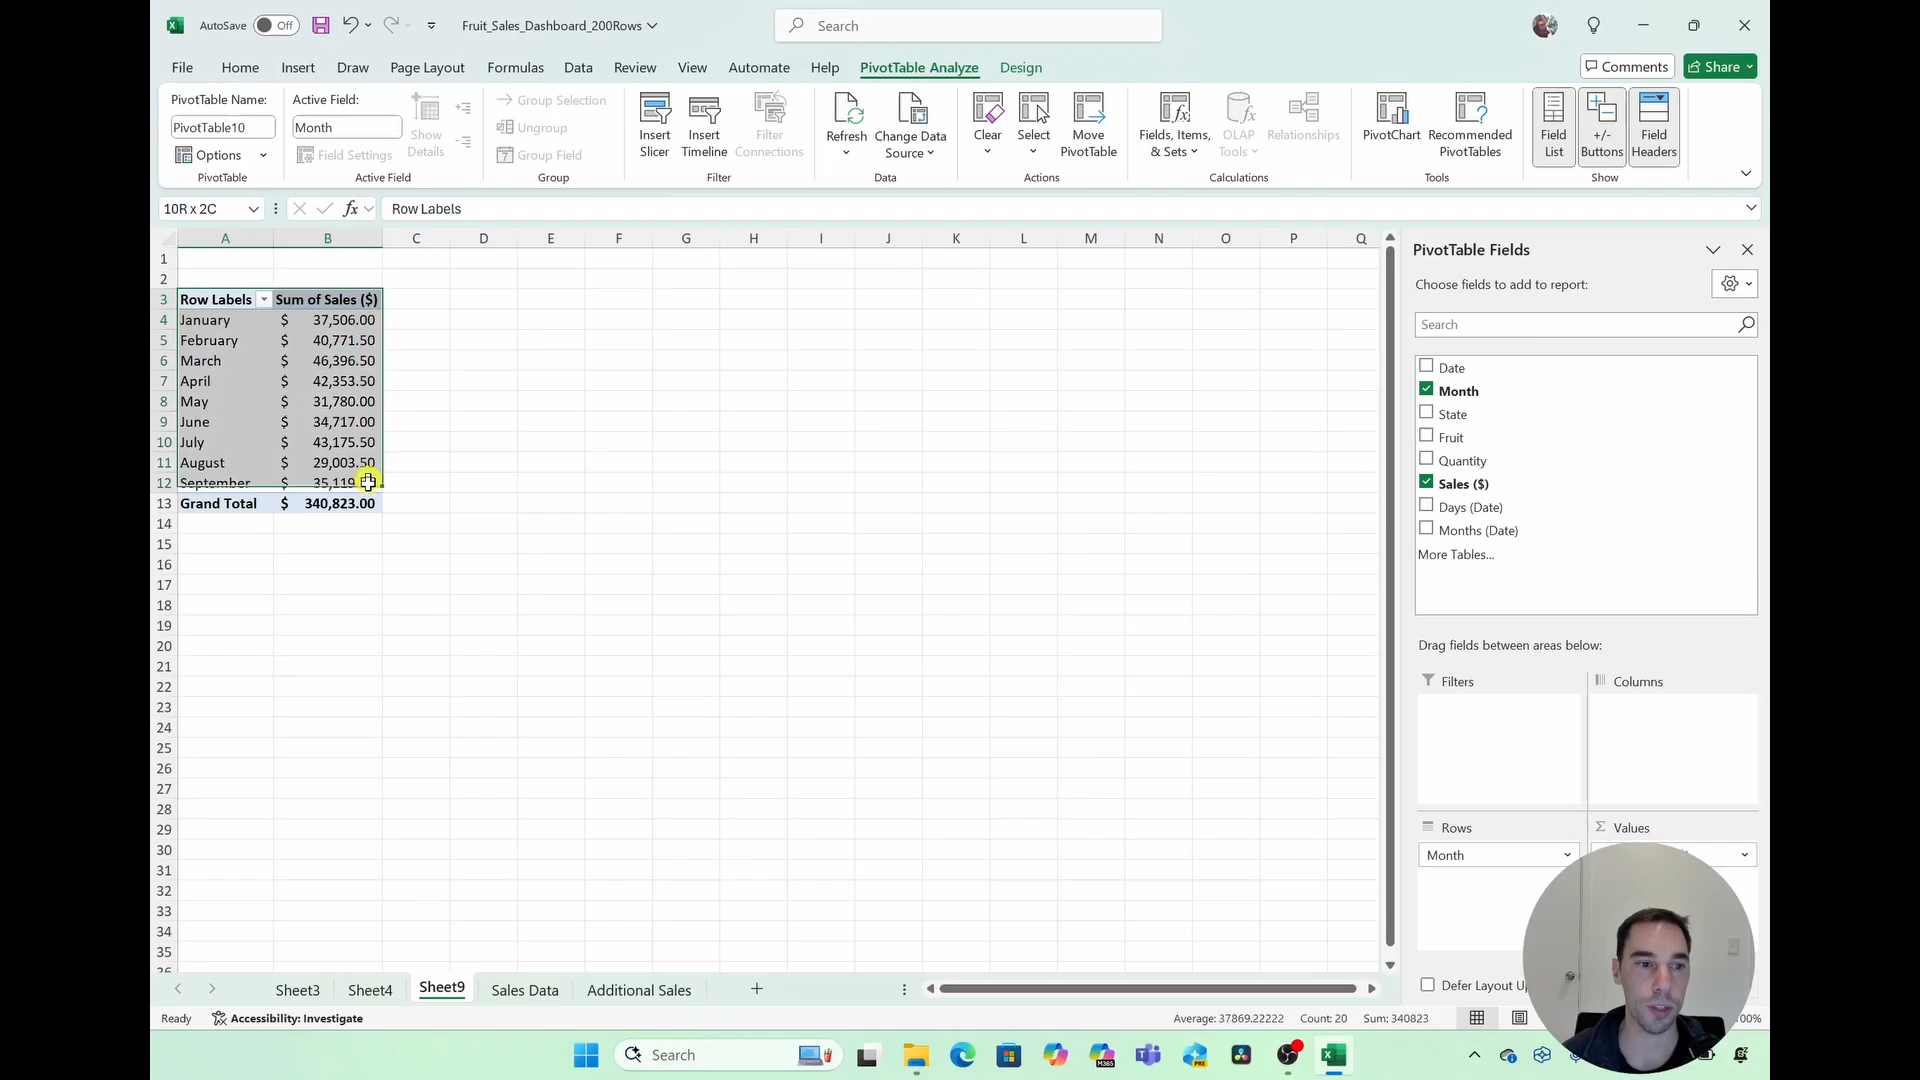 AutoSave Off Fruit_Sales_Dashboard_200Rows Search
File Home Insert Draw Page Layout Formulas Data Review View Automate Help PivotTable Analyze Design Comments Share
PivotTable Name:
PivotTable10
Options
PivotTable
Active Field:
Month
Field Settings
Show
Details
Active Field
Group Selection
Ungroup
Group Field
Group
Insert
Slicer
Insert
Timeline
Filter
Connections
Filter
Refresh
Change Data
Source
Data
Clear
Select
Move
PivotTable
Actions
Fields, Items,
& Sets
OLAP
Tools
Relationships
Calculations
PivotChart
Recommended
PivotTables
Tools
Field
List
+/-
Buttons
Field
Headers
Show
10R x 2C fx Row Labels
A B C D E F G H I J K L M N O P Q
1
2
3 Row Labels Sum of Sales ($)
4 January $ 37,506.00
5 February $ 40,771.50
6 March $ 46,396.50
7 April $ 42,353.50
8 May $ 31,780.00
9 June $ 34,717.00
10 July $ 43,175.50
11 August $ 29,003.50
12 September $ 35,119
13 Grand Total $ 340,823.00
14
15
16
17
18
19
20
21
22
23
24
25
26
27
28
29
30
31
32
33
34
35
36
PivotTable Fields
Choose fields to add to report:
Search
Date
Month
State
Fruit
Quantity
Sales ($)
Days (Date)
Months (Date)
More Tables...
Drag fields between areas below:
Filters
Columns
Rows
Σ Values
Month
Defer Layout U
Sheet3 Sheet4 Sheet9 Sales Data Additional Sales
Ready Accessibility: Investigate Average: 37869.22222 Count: 20 Sum: 340823 00%
Search
M365
PRE